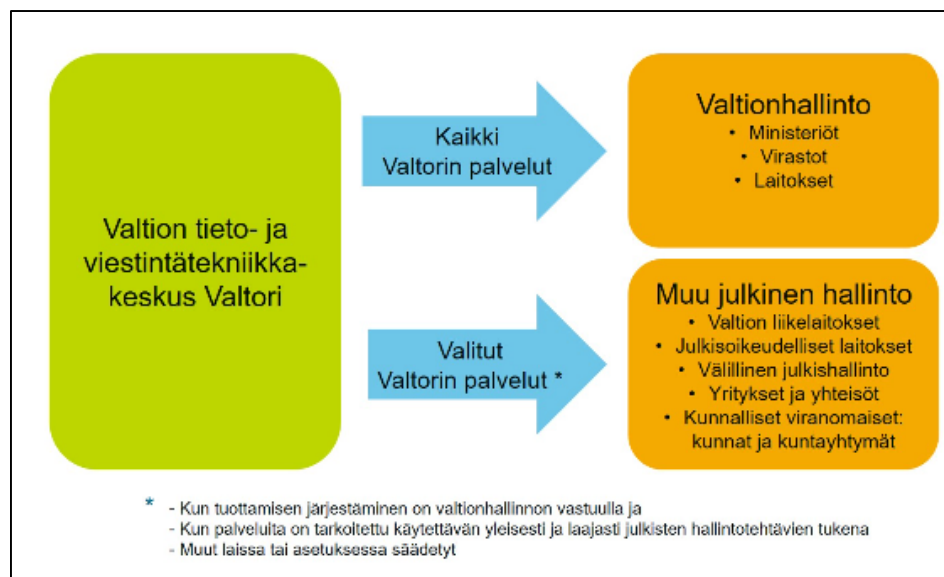 Valtion tieto- ja
viestintätekniikka-
keskus Valtori
Kaikki
Valtorin palvelut
Valtionhallinto
• Ministeriöt
• Virastot
• Laitokset
Valitut
Valtorin palvelut *
Muu julkinen hallinto
• Valtion liikelaitokset
• Julkisoikeudelliset laitokset
• Välillinen julkishallinto
• Yritykset ja yhteisöt
• Kunnalliset viranomaiset:
kunnat ja kuntayhtymät
* - Kun tuottamisen järjestäminen on valtionhallinnon vastuulla ja
- Kun palveluita on tarkoitettu käytettävän yleisesti ja laajasti julkisten hallintotehtävien tukena
- Muut laissa tai asetuksessa säädetyt